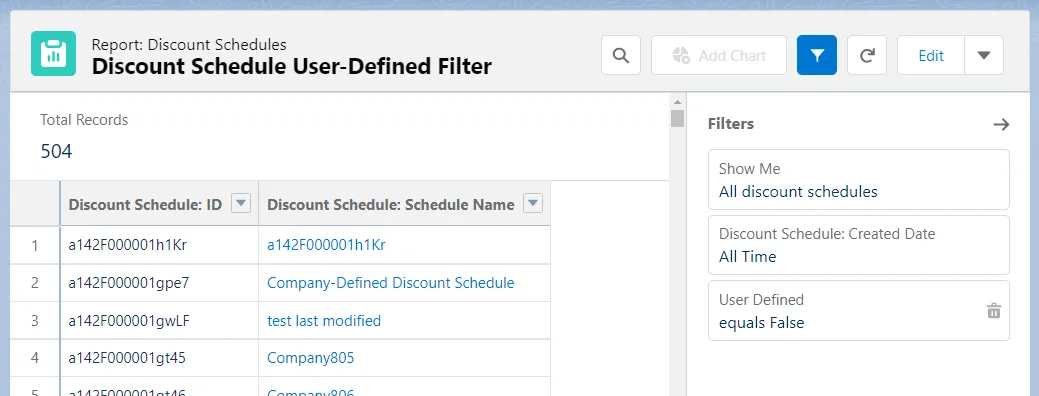 Report: Discount Schedules
Discount Schedule User-Defined Filter
Add Chart
Edit
Total Records
504
Discount Schedule: ID
Discount Schedule: Schedule Name
1
a142F000001h1Kr
a142F000001h1Kr
2
a142F000001gpe7
Company-Defined Discount Schedule
3
a142F000001gwLF
test last modified
4
a142F000001gt45
Company805
5
a142F000001gt46
Company806
Filters
Show Me
All discount schedules
Discount Schedule: Created Date
All Time
User Defined
equals False